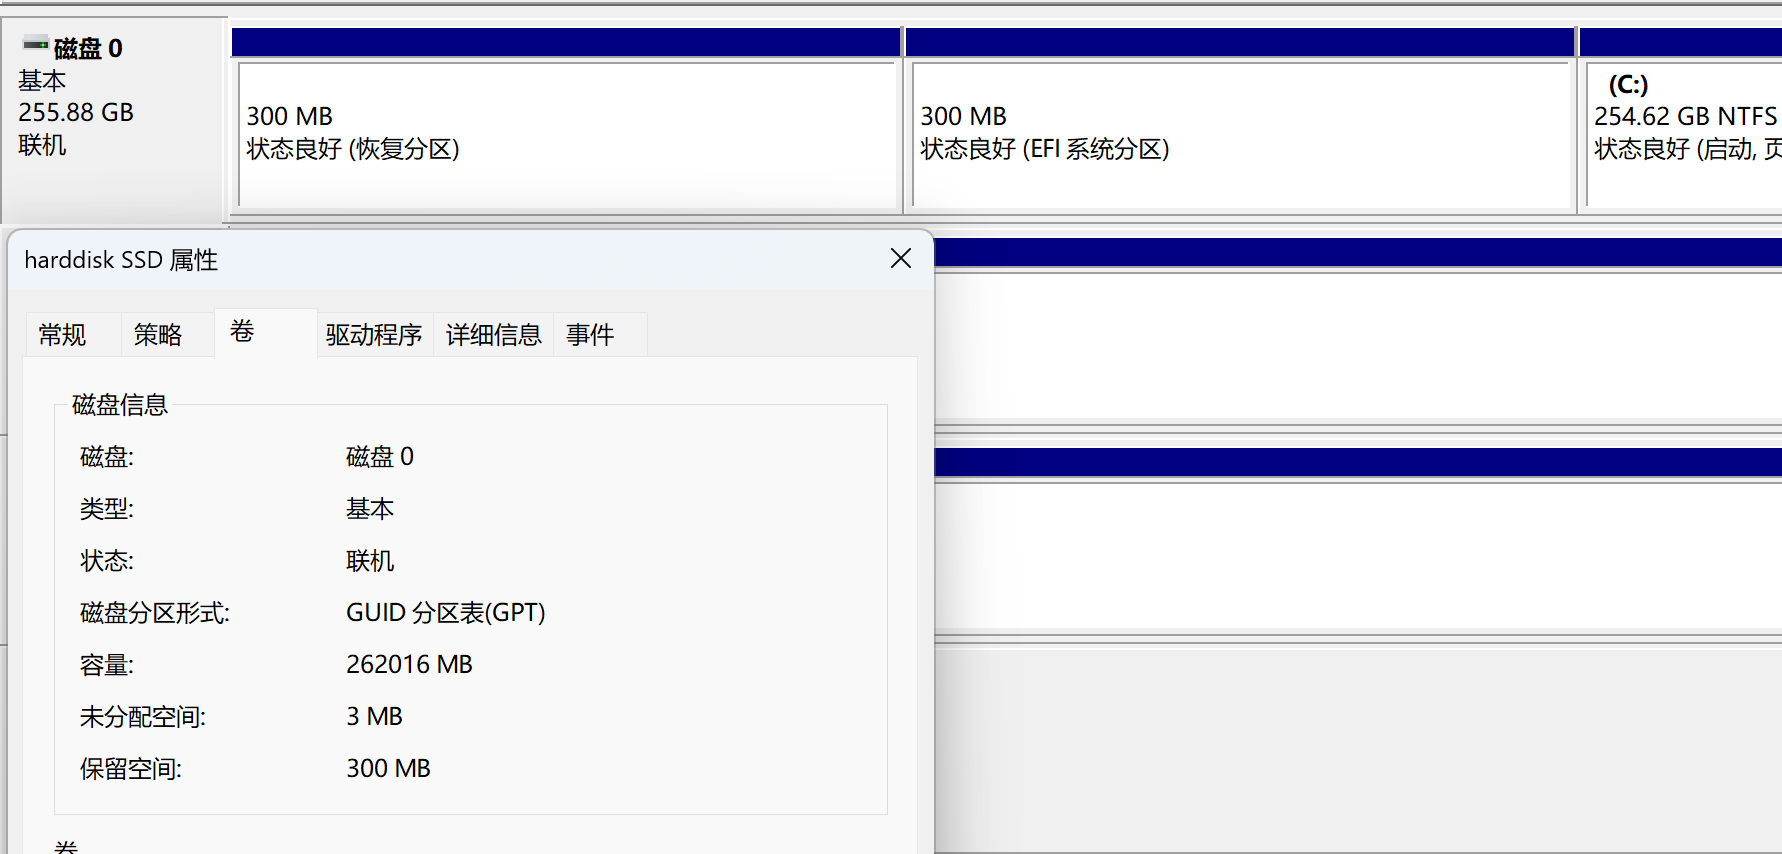 磁盘 0
基本
255.88 GB
联机
300 MB
状态良好 (恢复分区)
300 MB
状态良好 (EFI 系统分区)
(C:)
254.62 GB NTFS
状态良好 (启动, 页
harddisk SSD 属性
常规 策略 卷 驱动程序 详细信息 事件
磁盘信息
磁盘: 磁盘 0
类型: 基本
状态: 联机
磁盘分区形式: GUID 分区表(GPT)
容量: 262016 MB
未分配空间: 3 MB
保留空间: 300 MB
卷